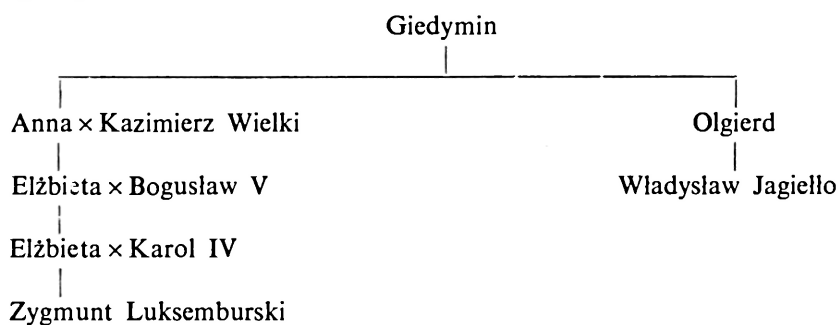 Giedymin
Anna × Kazimierz Wielki Olgierd
Elżbieta × Bogusław V Władysław Jagiełło
Elżbieta × Karol IV
Zygmunt Luksemburski